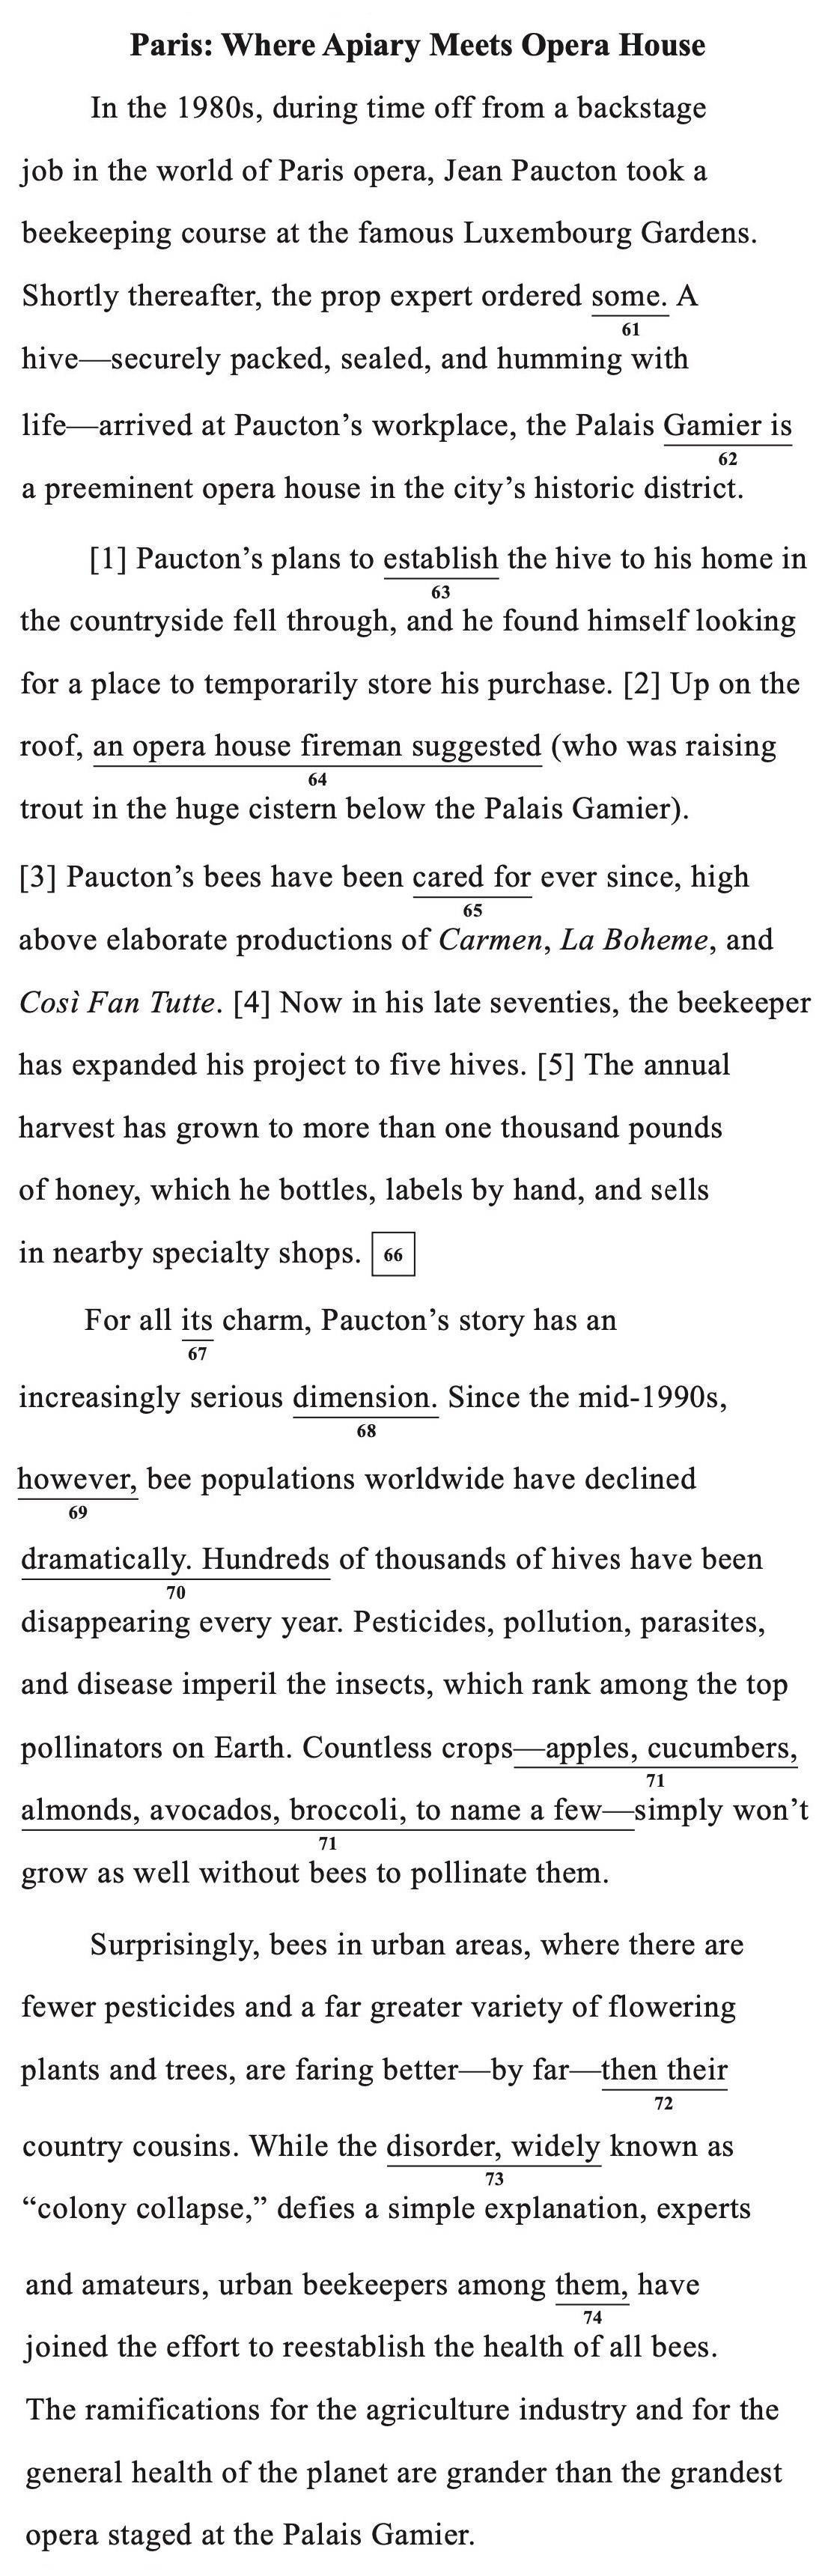 Paris: Where Apiary Meets Opera House
In the 1980s, during time off from a backstage
job in the world of Paris opera, Jean Paucton took a
beekeeping course at the famous Luxembourg Gardens.
Shortly thereafter, the prop expert ordered some. A
61
hive—securely packed, sealed, and humming with
life—arrived at Paucton’s workplace, the Palais Gamier is
62
a preeminent opera house in the city’s historic district.
[1] Paucton’s plans to establish the hive to his home in
63
the countryside fell through, and he found himself looking
for a place to temporarily store his purchase. [2] Up on the
roof, an opera house fireman suggested (who was raising
64
trout in the huge cistern below the Palais Gamier).
[3] Paucton’s bees have been cared for ever since, high
65
above elaborate productions of Carmen, La Boheme, and
Così Fan Tutte. [4] Now in his late seventies, the beekeeper
has expanded his project to five hives. [5] The annual
harvest has grown to more than one thousand pounds
of honey, which he bottles, labels by hand, and sells
in nearby specialty shops. 66
For all its charm, Paucton’s story has an
67
increasingly serious dimension. Since the mid-1990s,
68
however, bee populations worldwide have declined
69
dramatically. Hundreds of thousands of hives have been
70
disappearing every year. Pesticides, pollution, parasites,
and disease imperil the insects, which rank among the top
pollinators on Earth. Countless crops—apples, cucumbers,
71
almonds, avocados, broccoli, to name a few—simply won’t
71
grow as well without bees to pollinate them.
Surprisingly, bees in urban areas, where there are
fewer pesticides and a far greater variety of flowering
plants and trees, are faring better—by far—then their
72
country cousins. While the disorder, widely known as
73
“colony collapse,” defies a simple explanation, experts
and amateurs, urban beekeepers among them, have
74
joined the effort to reestablish the health of all bees.
The ramifications for the agriculture industry and for the
general health of the planet are grander than the grandest
opera staged at the Palais Gamier.